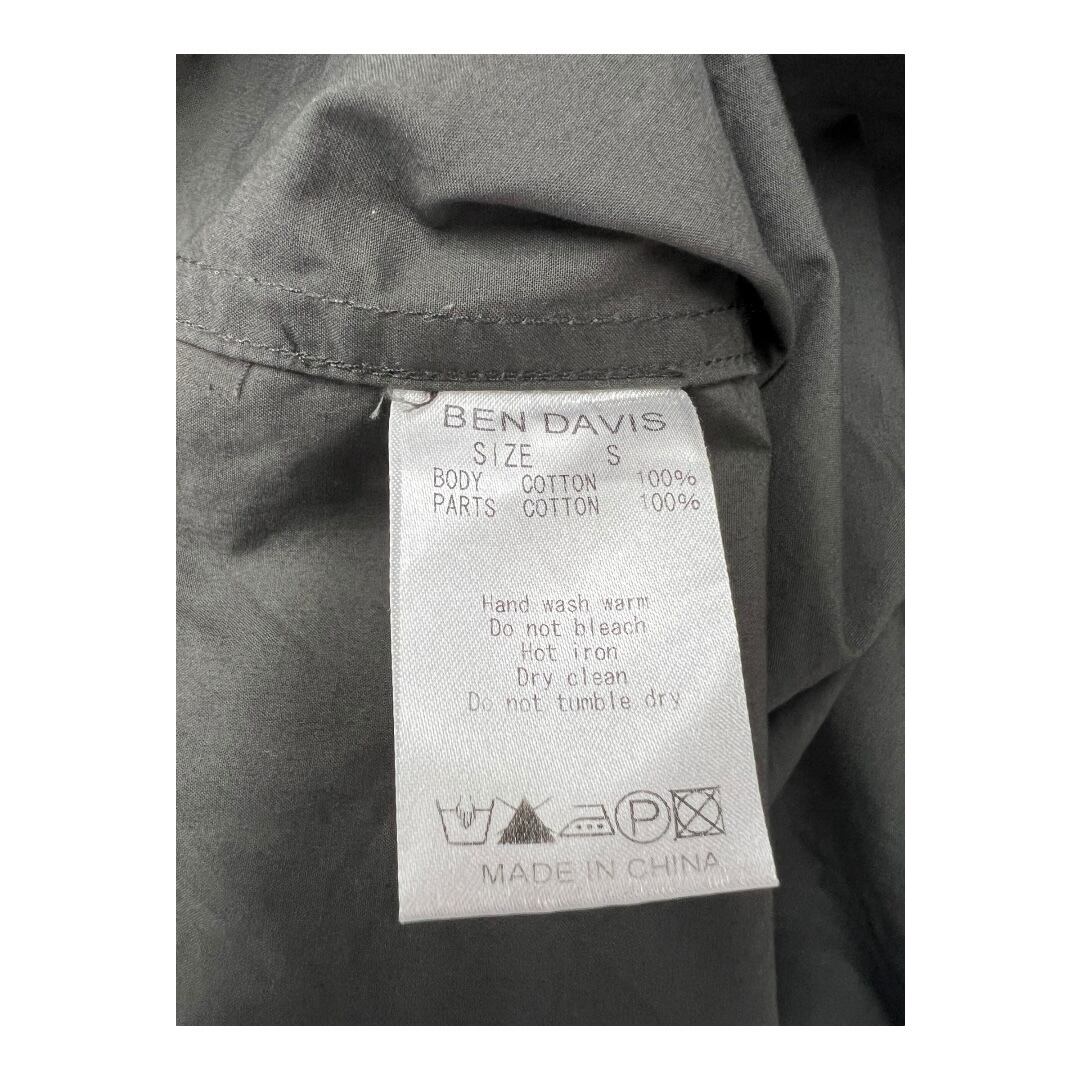 BEN DAVIS
SIZE S
BODY COTTON 100%
PARTS COTTON 100%
Hand wash warm
Do not bleach
Hot iron
Dry clean
Do not tumble dry
P
MADE IN CHINA